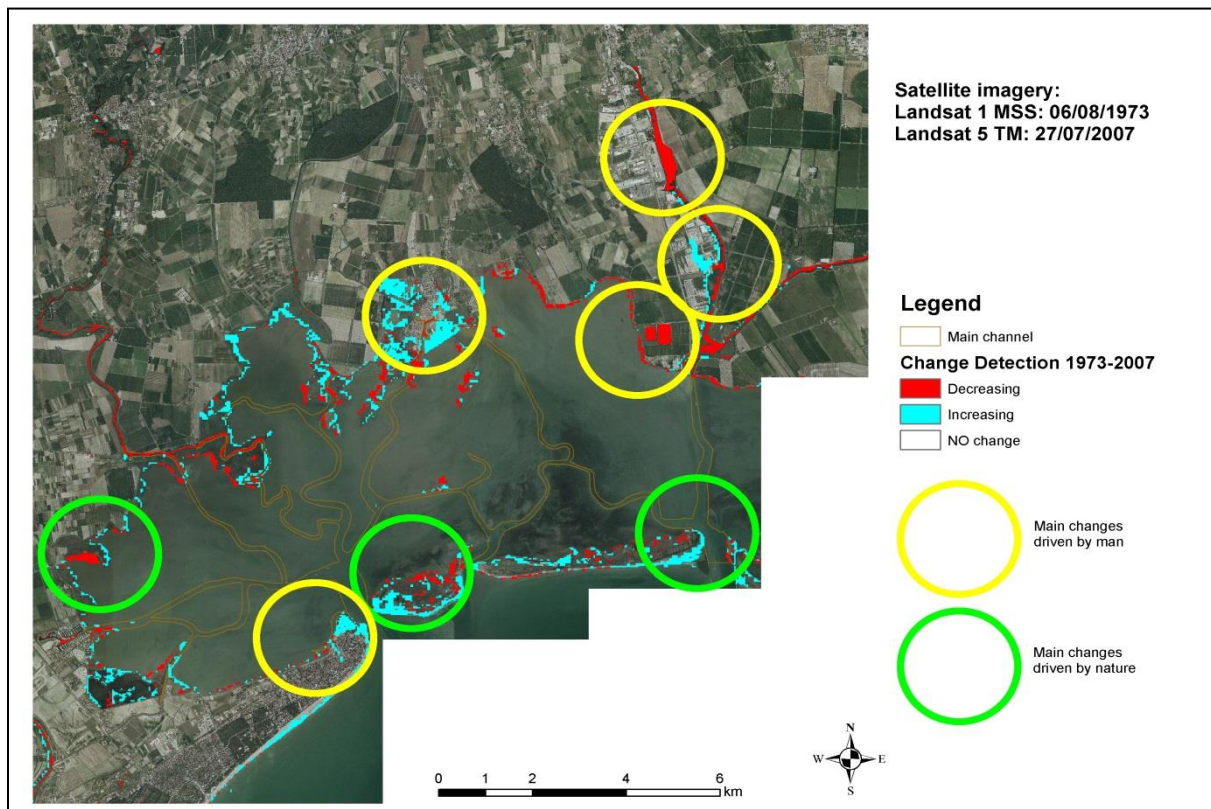 Satellite imagery:
Landsat 1 MSS: 06/08/1973
Landsat 5 TM: 27/07/2007
Legend
Main channel
Change Detection 1973-2007
Decreasing
Increasing
NO change
Main changes
driven by man
Main changes
driven by nature
N
W E
S
0 1 2 4 6
km